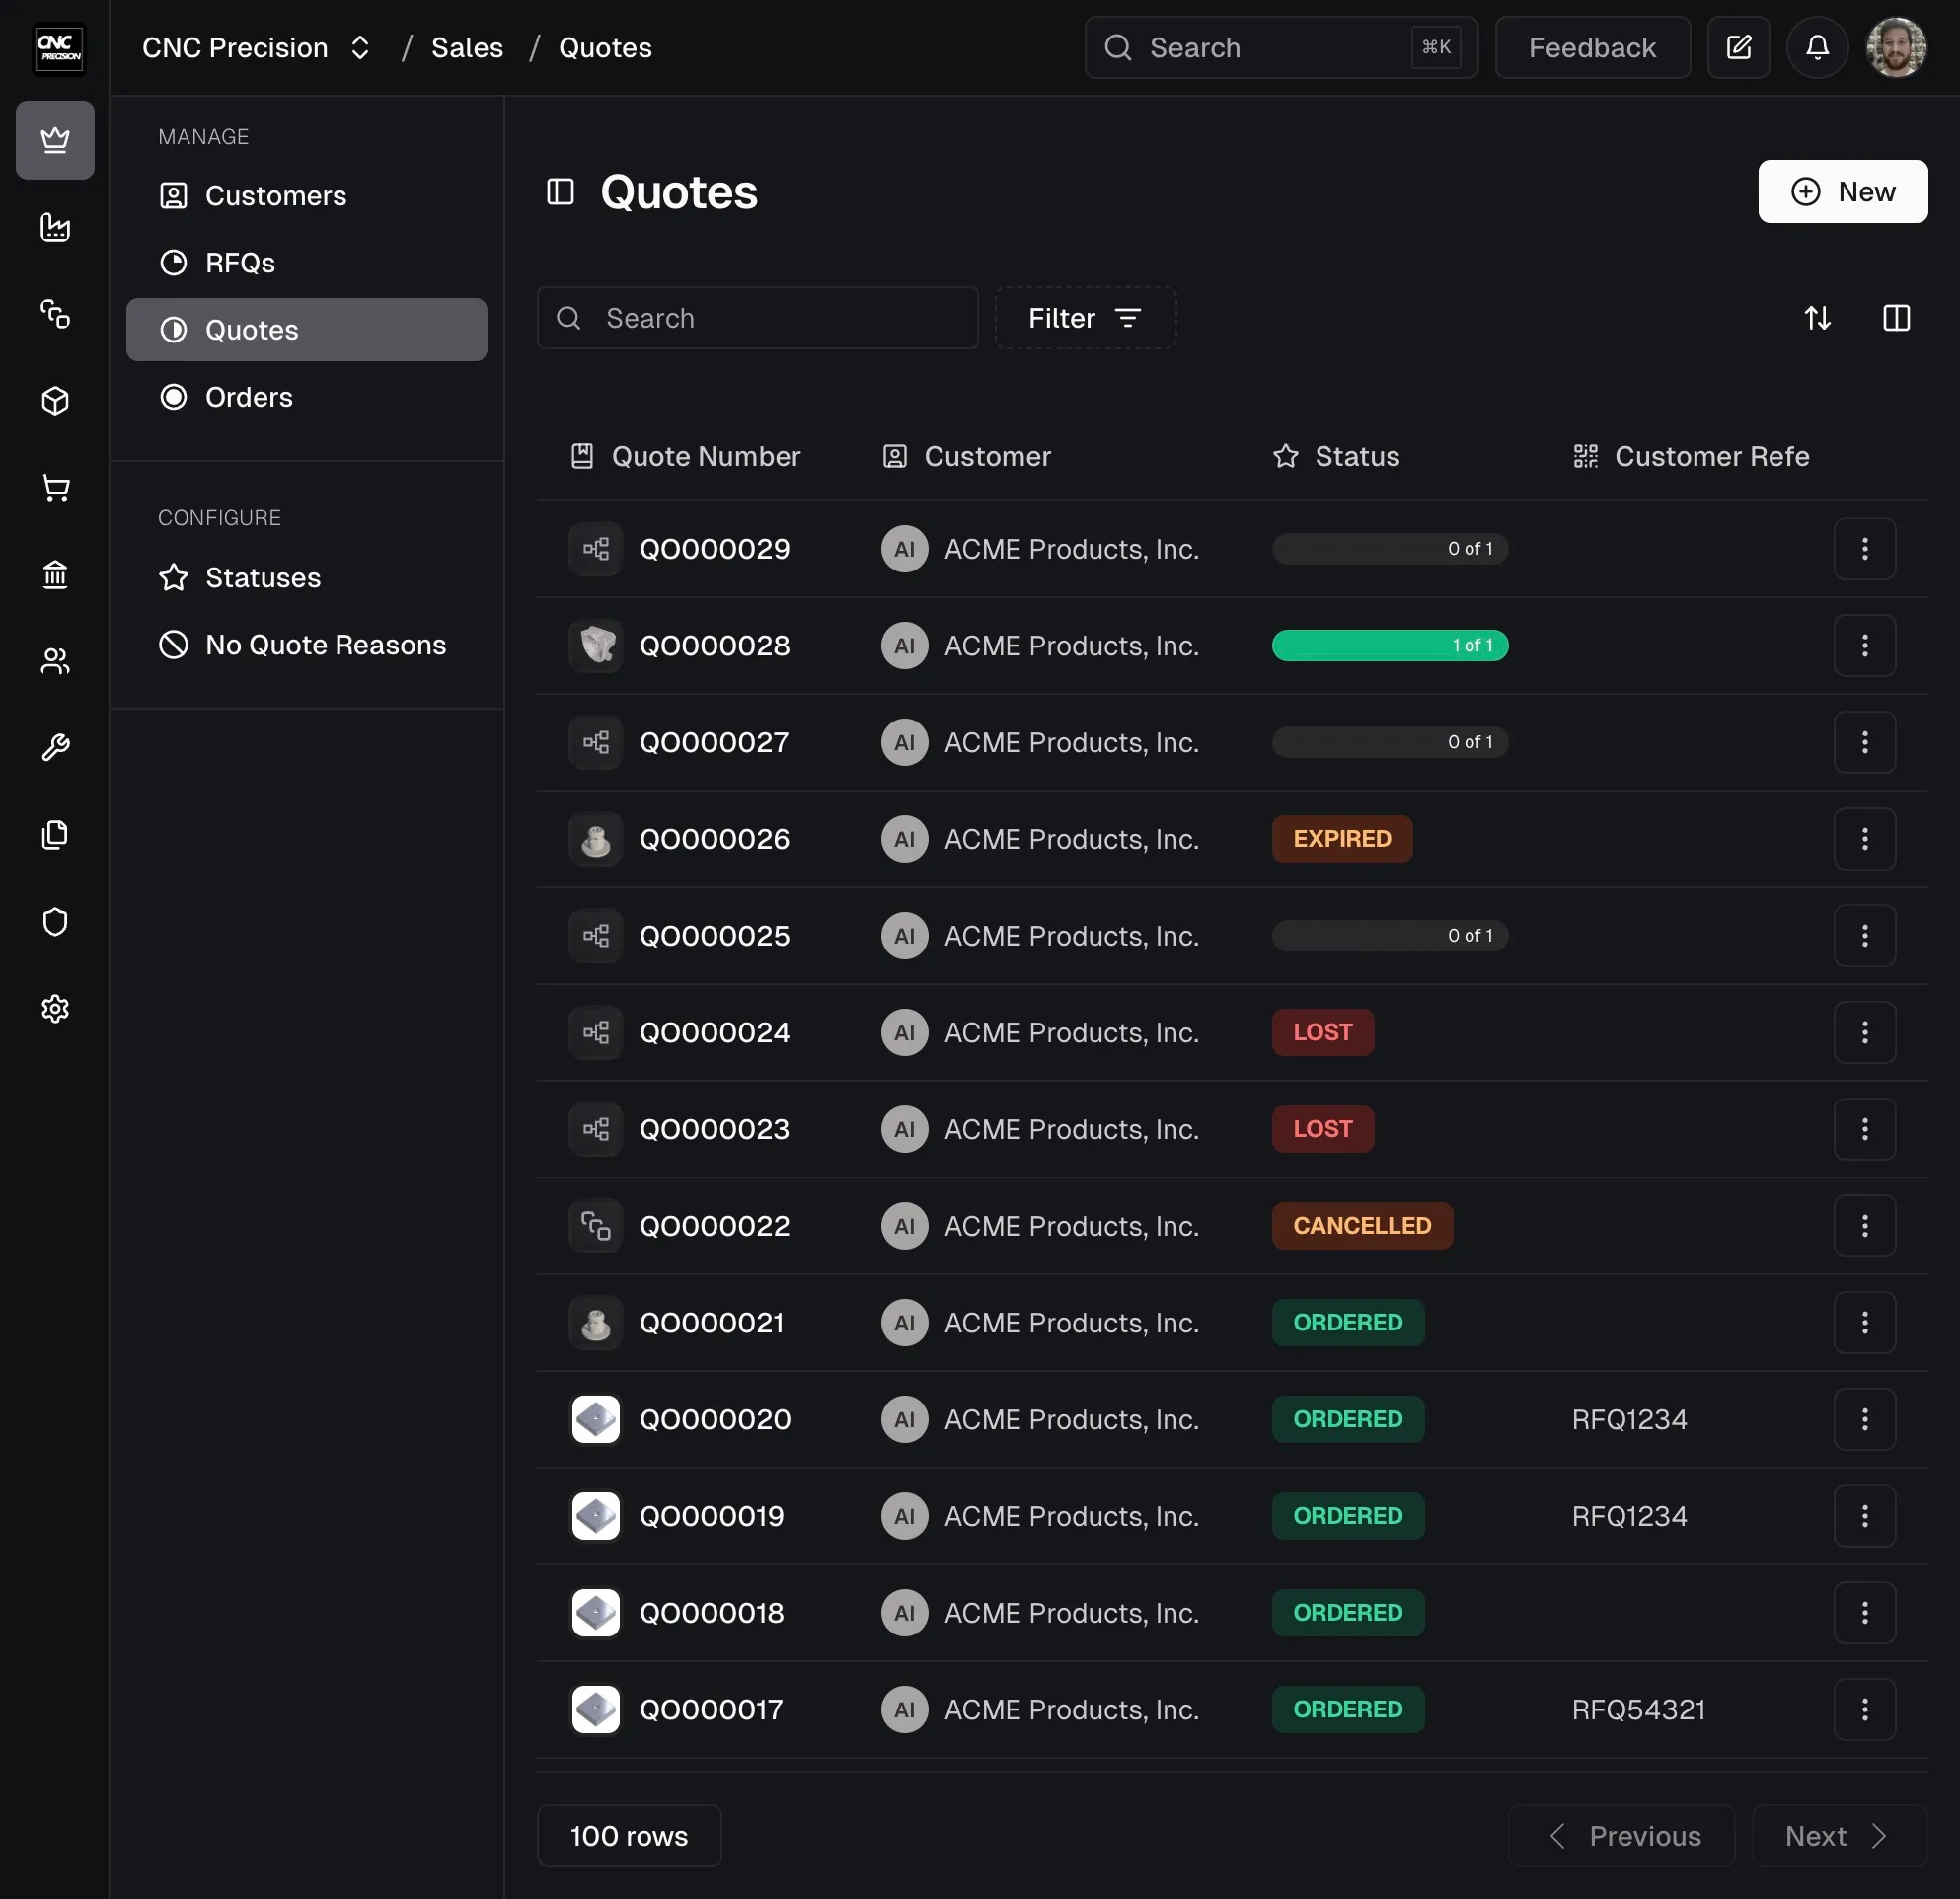 CNC
PRECISION
CNC Precision / Sales / Quotes
Search ⌘K
Feedback
MANAGE
Customers
RFQs
Quotes
Orders
CONFIGURE
Statuses
No Quote Reasons
Quotes
New
Search
Filter
Quote Number Customer Status Customer Refe
QO000029 AI ACME Products, Inc. 0 of 1
QO000028 AI ACME Products, Inc. 1 of 1
QO000027 AI ACME Products, Inc. 0 of 1
QO000026 AI ACME Products, Inc. EXPIRED
QO000025 AI ACME Products, Inc. 0 of 1
QO000024 AI ACME Products, Inc. LOST
QO000023 AI ACME Products, Inc. LOST
QO000022 AI ACME Products, Inc. CANCELLED
QO000021 AI ACME Products, Inc. ORDERED
QO000020 AI ACME Products, Inc. ORDERED RFQ1234
QO000019 AI ACME Products, Inc. ORDERED RFQ1234
QO000018 AI ACME Products, Inc. ORDERED
QO000017 AI ACME Products, Inc. ORDERED RFQ54321
100 rows
Previous
Next